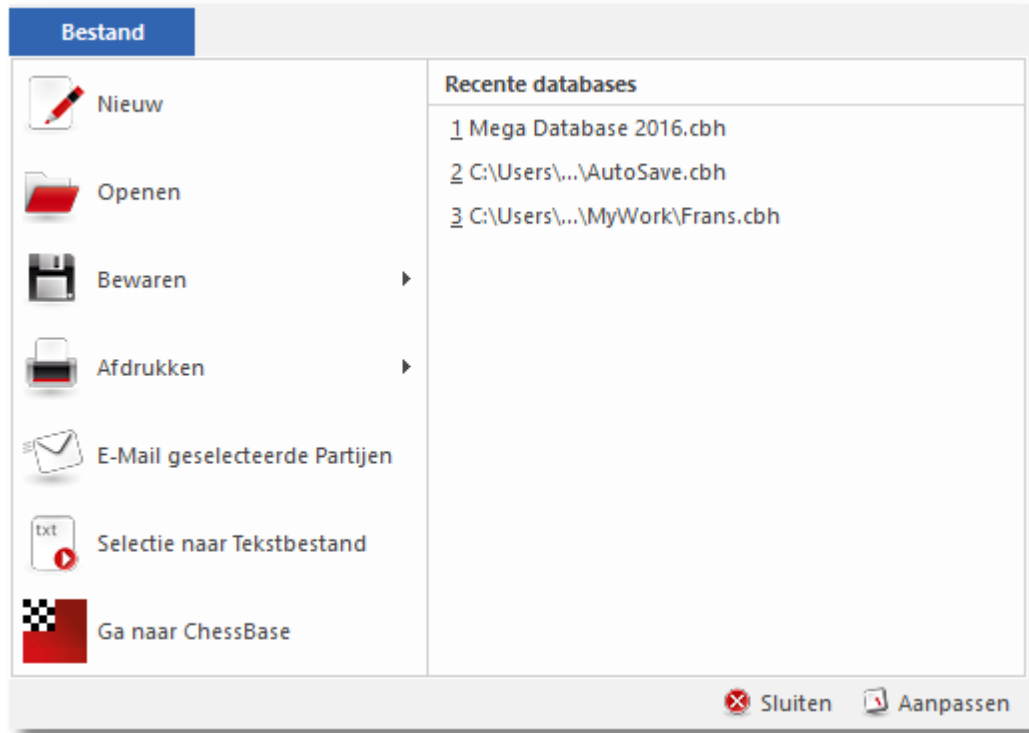 Bestand
Nieuw
Openen
Bewaren
Afdrukken
E-Mail geselecteerde Partijen
txt
Selectie naar Tekstbestand
Ga naar ChessBase
Recente databases
1 Mega Database 2016.cbh
2 C:\Users\...\AutoSave.cbh
3 C:\Users\...\MyWork\Frans.cbh
Sluiten
Aanpassen